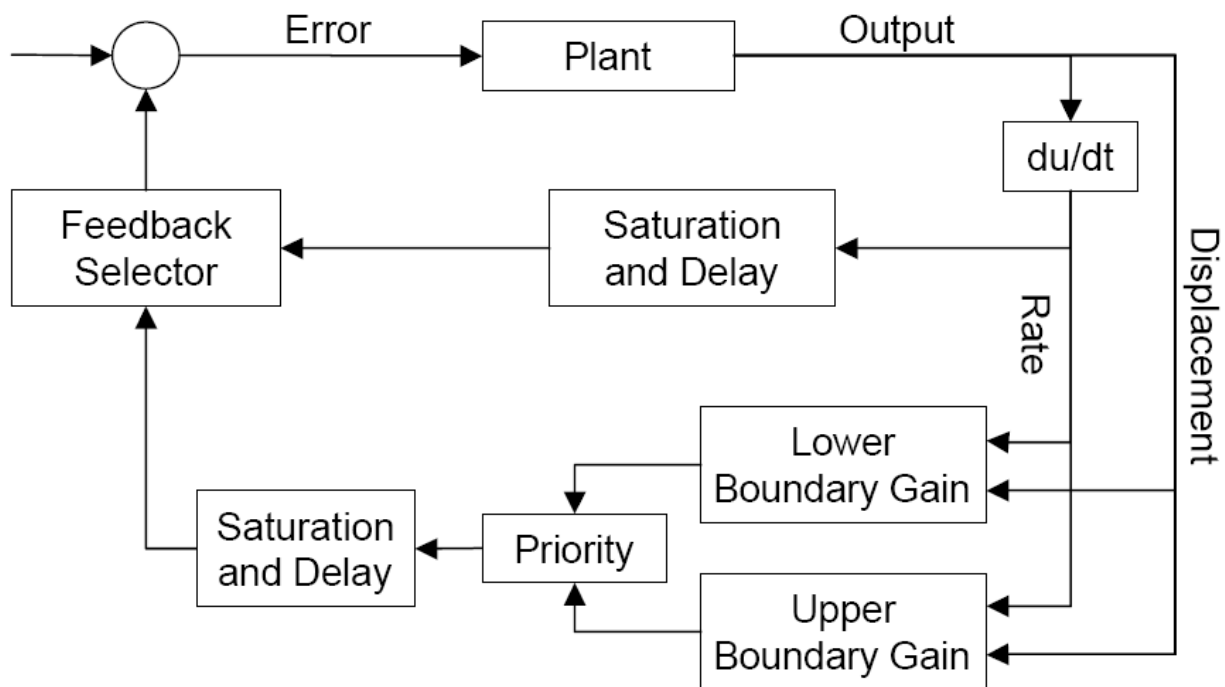 Error
Plant
Output
du/dt
Feedback
Selector
Saturation
and Delay
Rate
Displacement
Lower
Boundary Gain
Saturation
and Delay
Priority
Upper
Boundary Gain